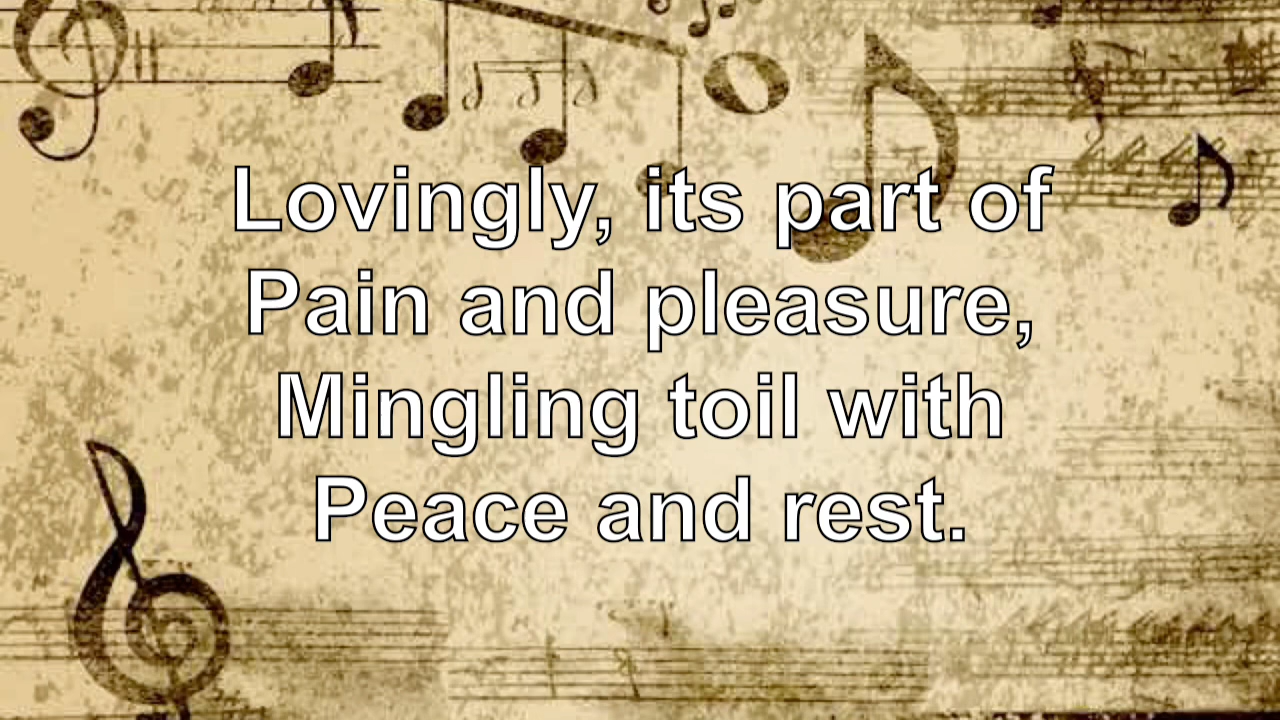 Lovingly, its part of
Pain and pleasure,
Mingling toil with
Peace and rest.